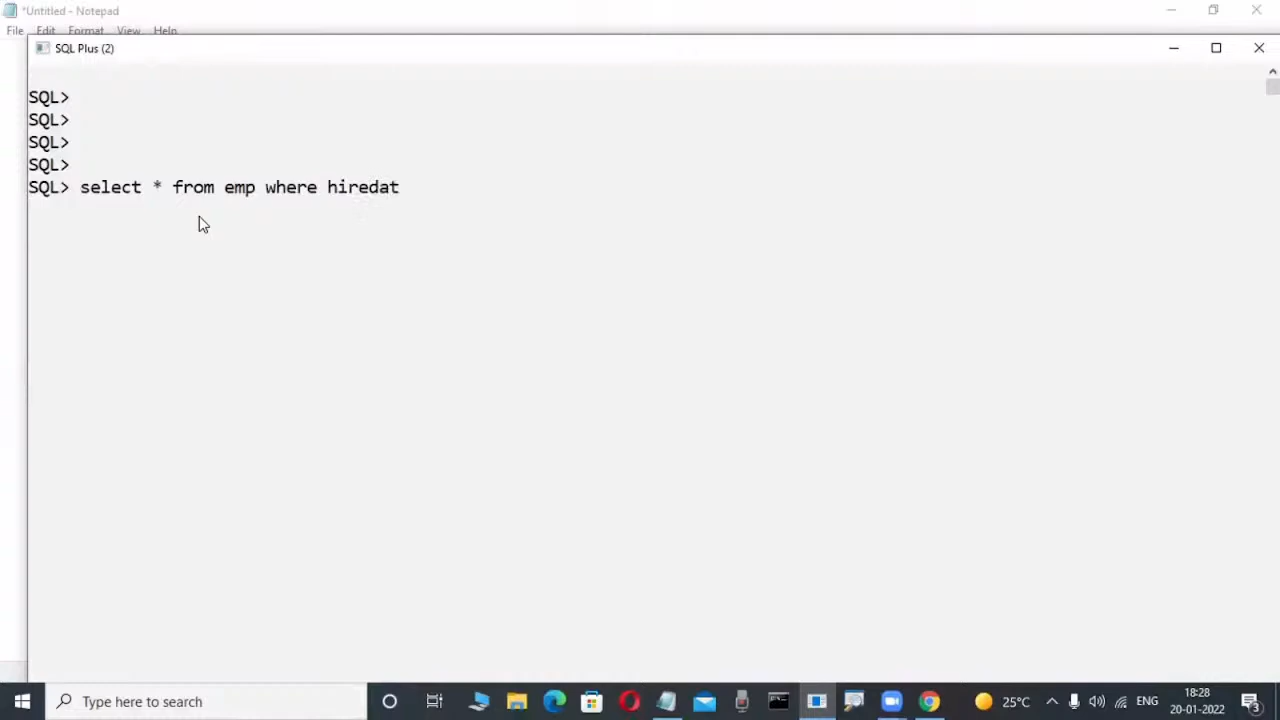 *Untitled - Notepad
File Edit Format View Help
SQL Plus (2)
SQL>
SQL>
SQL>
SQL>
SQL> select * from emp where hiredat
Type here to search
25°C
ENG
18:28
20-01-2022
3